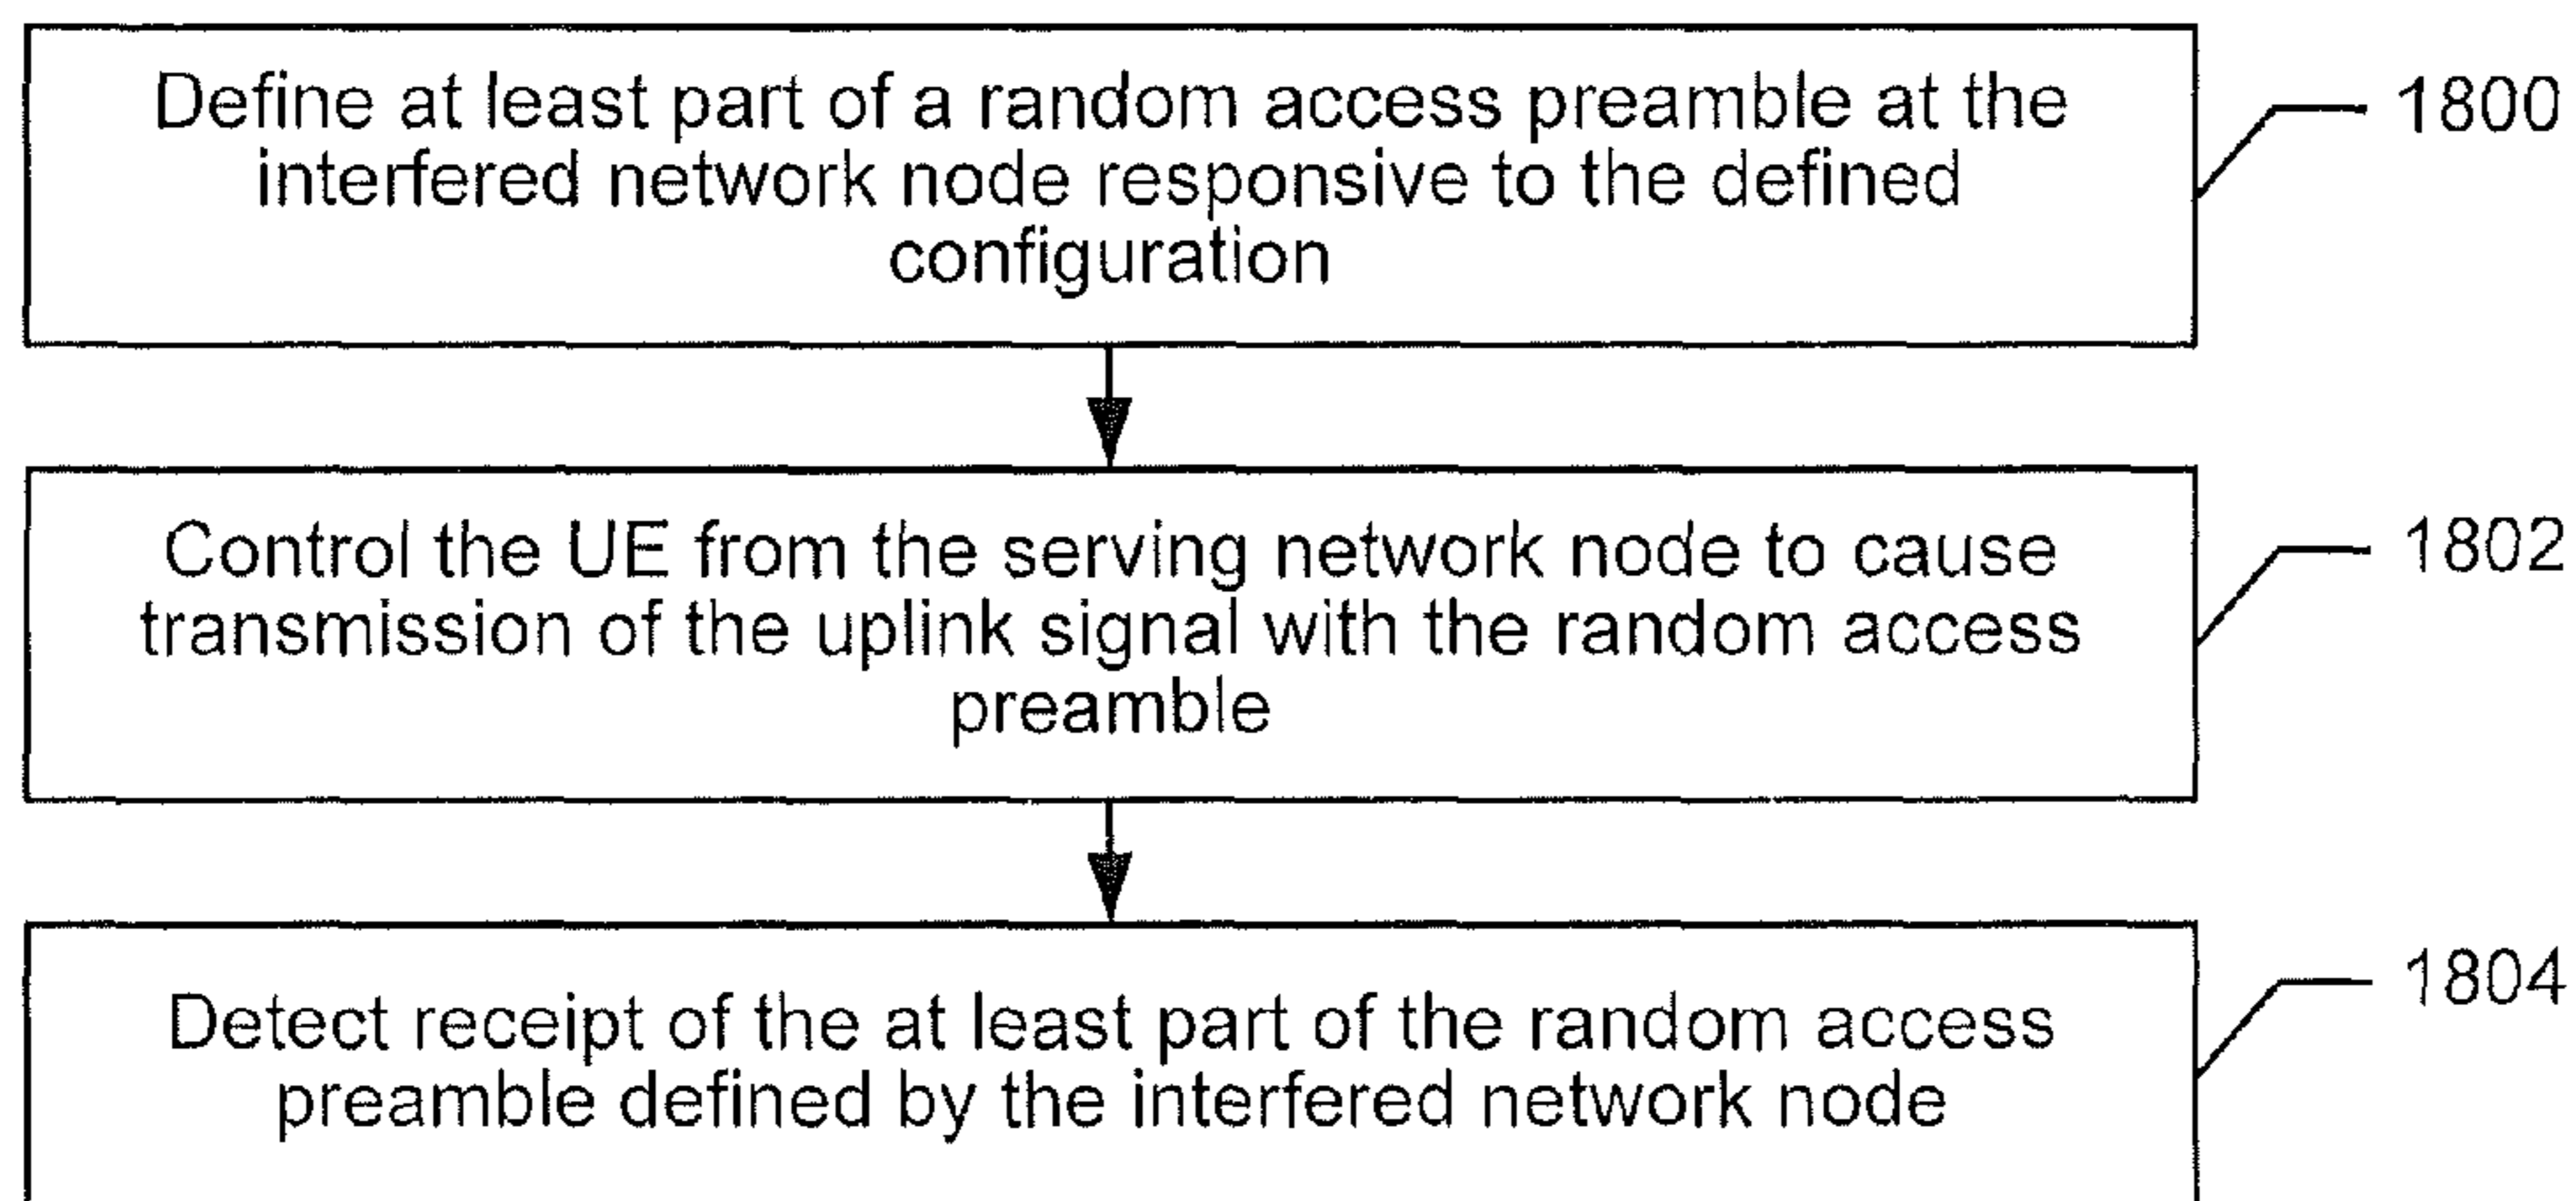 Define at least part of a random access preamble at the
interfered network node responsive to the defined
configuration
1800
Control the UE from the serving network node to cause
transmission of the uplink signal with the random access
preamble
1802
Detect receipt of the at least part of the random access
preamble defined by the interfered network node
1804